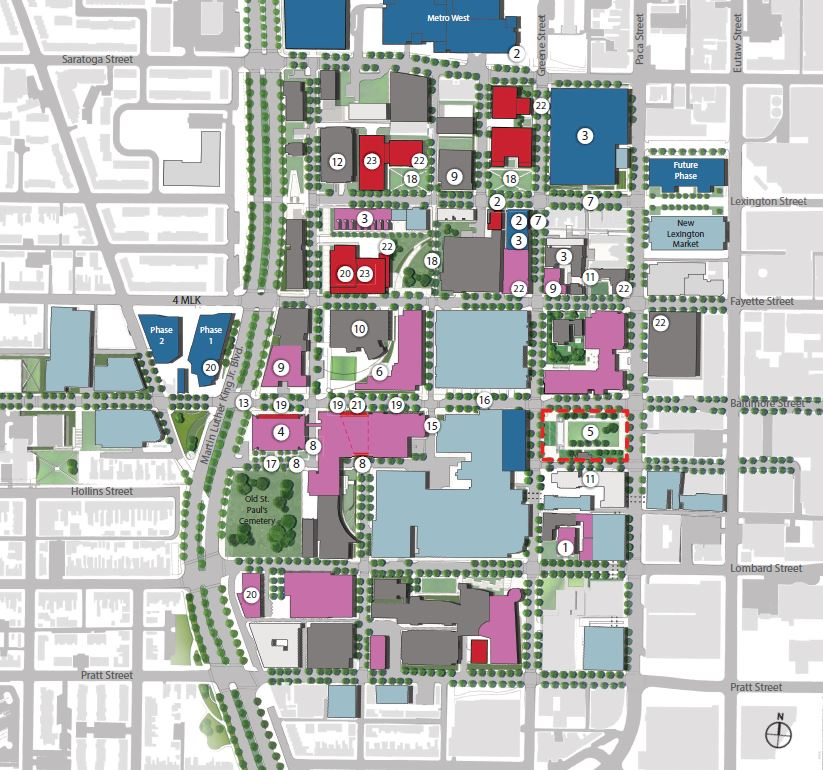 Metro West
2
Greene Street
Paca Street
Eutaw Street
Saratoga Street
22
3
12
23
22
9
18
18
Future
Phase
2
7
Lexington Street
3
2
7
3
22
18
New
Lexington
Market
3
20
23
11
9
22
22
4 MLK
Fayette Street
Phase
2
Phase
1
20
10
22
9
6
Martin Luther King Jr. Blvd.
13
19
19
21
19
16
Baltimore Street
4
8
15
5
17
8
8
11
Hollins Street
Old St.
Paul's
Cemetery
1
Lombard Street
20
Pratt Street
Pratt Street
N